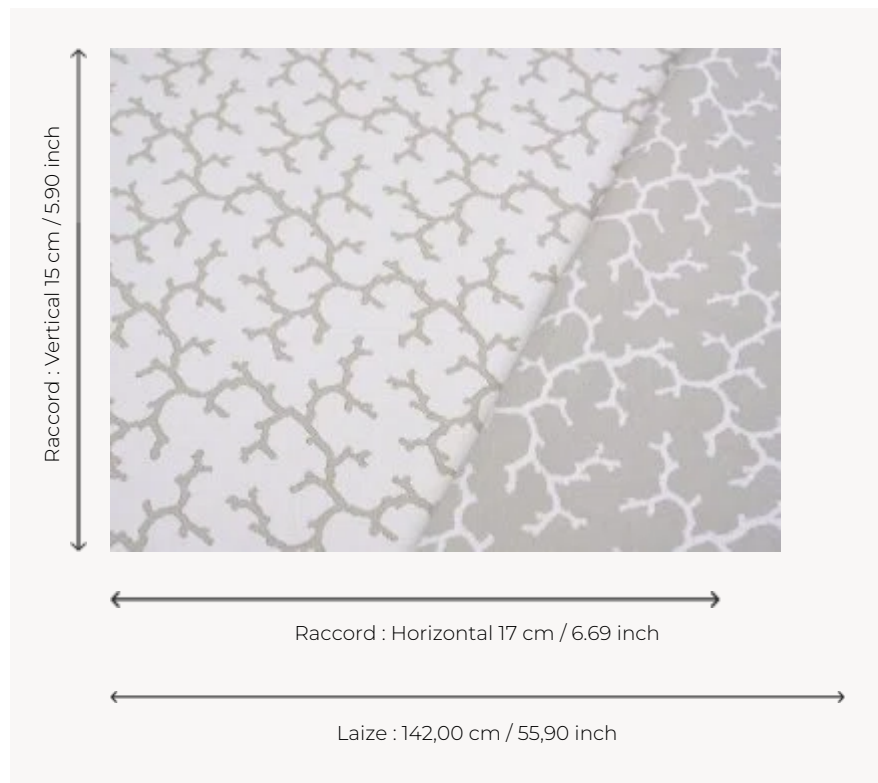 Raccord : Vertical 15 cm / 5.90 inch
Raccord : Horizontal 17 cm / 6.69 inch
Laize : 142,00 cm / 55,90 inch